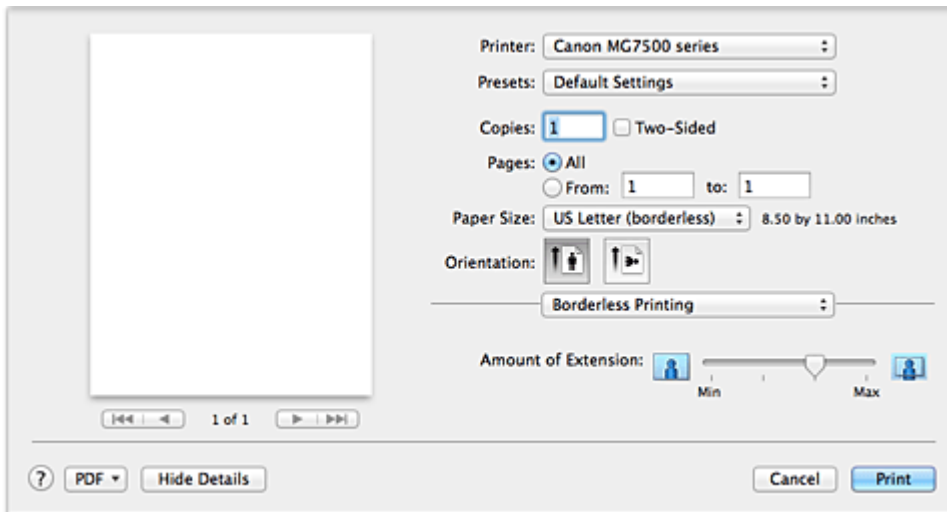 Printer: Canon MG7500 series
Presets: Default Settings
Copies: 1 Two-Sided
Pages: All
From: 1 to: 1
Paper Size: US Letter (borderless) 8.50 by 11.00 inches
Orientation:
Borderless Printing
Amount of Extension:
Min Max
1 of 1
? PDF Hide Details Cancel Print